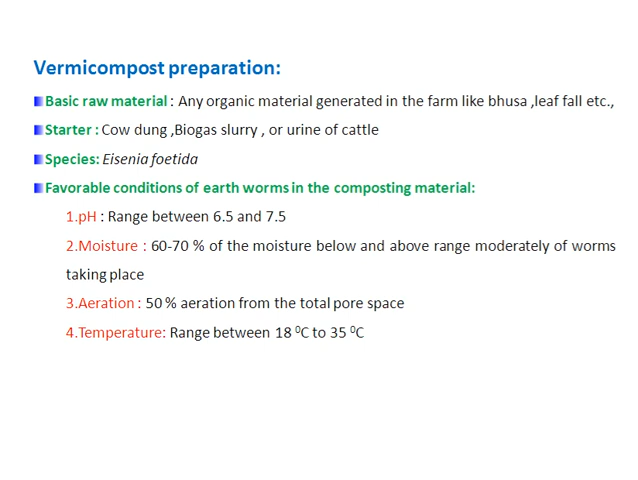 Vermicompost preparation:
Basic raw material : Any organic material generated in the farm like bhusa ,leaf fall etc.,
Starter : Cow dung ,Biogas slurry , or urine of cattle
Species: Eisenia foetida
Favorable conditions of earth worms in the composting material:
1.pH : Range between 6.5 and 7.5
2.Moisture : 60-70 % of the moisture below and above range moderately of worms
taking place
3.Aeration : 50 % aeration from the total pore space
4.Temperature: Range between 18 ⁰C to 35 ⁰C